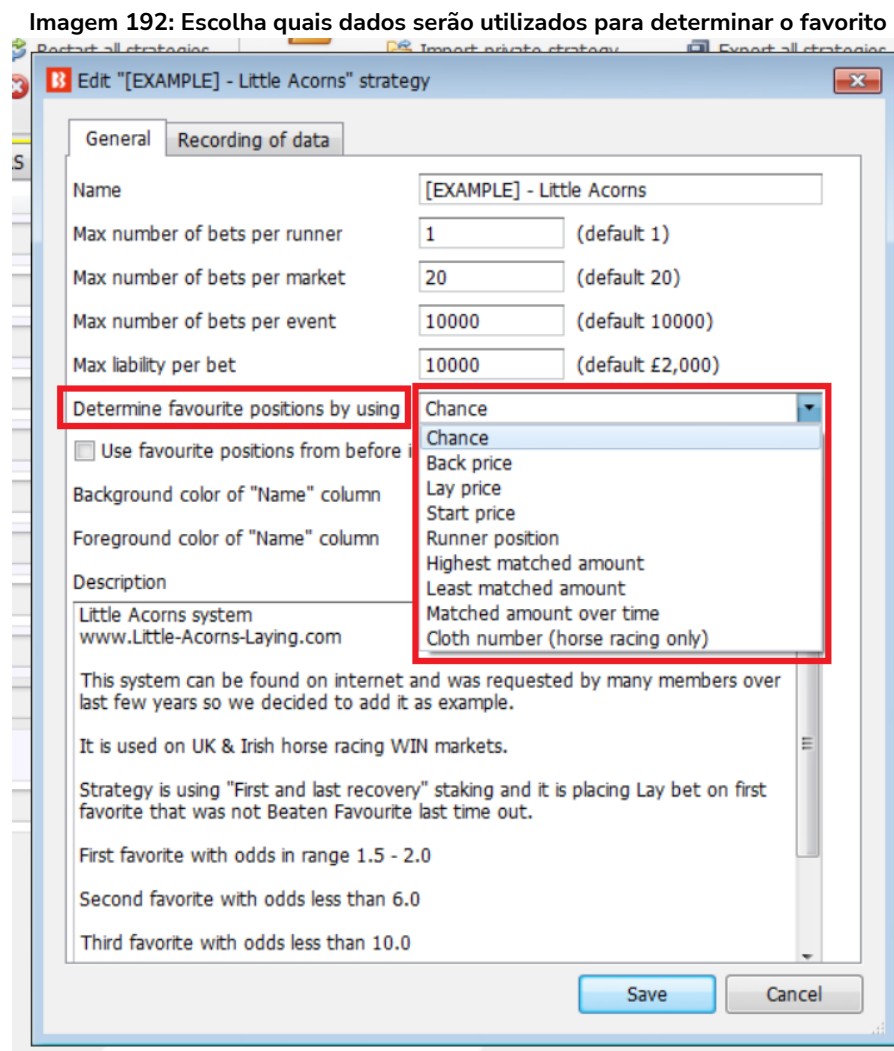 Imagem 192: Escolha quais dados serão utilizados para determinar o favorito
Restart all strategies
Import private strategy
Export all strategies
Edit "[EXAMPLE] - Little Acorns" strategy
General
Recording of data
Name
[EXAMPLE] - Little Acorns
Max number of bets per runner
1
(default 1)
Max number of bets per market
20
(default 20)
Max number of bets per event
10000
(default 10000)
Max liability per bet
10000
(default £2,000)
Determine favourite positions by using
Chance
Chance
Back price
Lay price
Start price
Runner position
Highest matched amount
Least matched amount
Matched amount over time
Cloth number (horse racing only)
Use favourite positions from before
Background color of "Name" column
Foreground color of "Name" column
Description
Little Acorns system
www.Little-Acorns-Laying.com
This system can be found on internet and was requested by many members over
last few years so we decided to add it as example.
It is used on UK & Irish horse racing WIN markets.
Strategy is using "First and last recovery" staking and it is placing Lay bet on first
favorite that was not Beaten Favourite last time out.
First favorite with odds in range 1.5 - 2.0
Second favorite with odds less than 6.0
Third favorite with odds less than 10.0
Save
Cancel